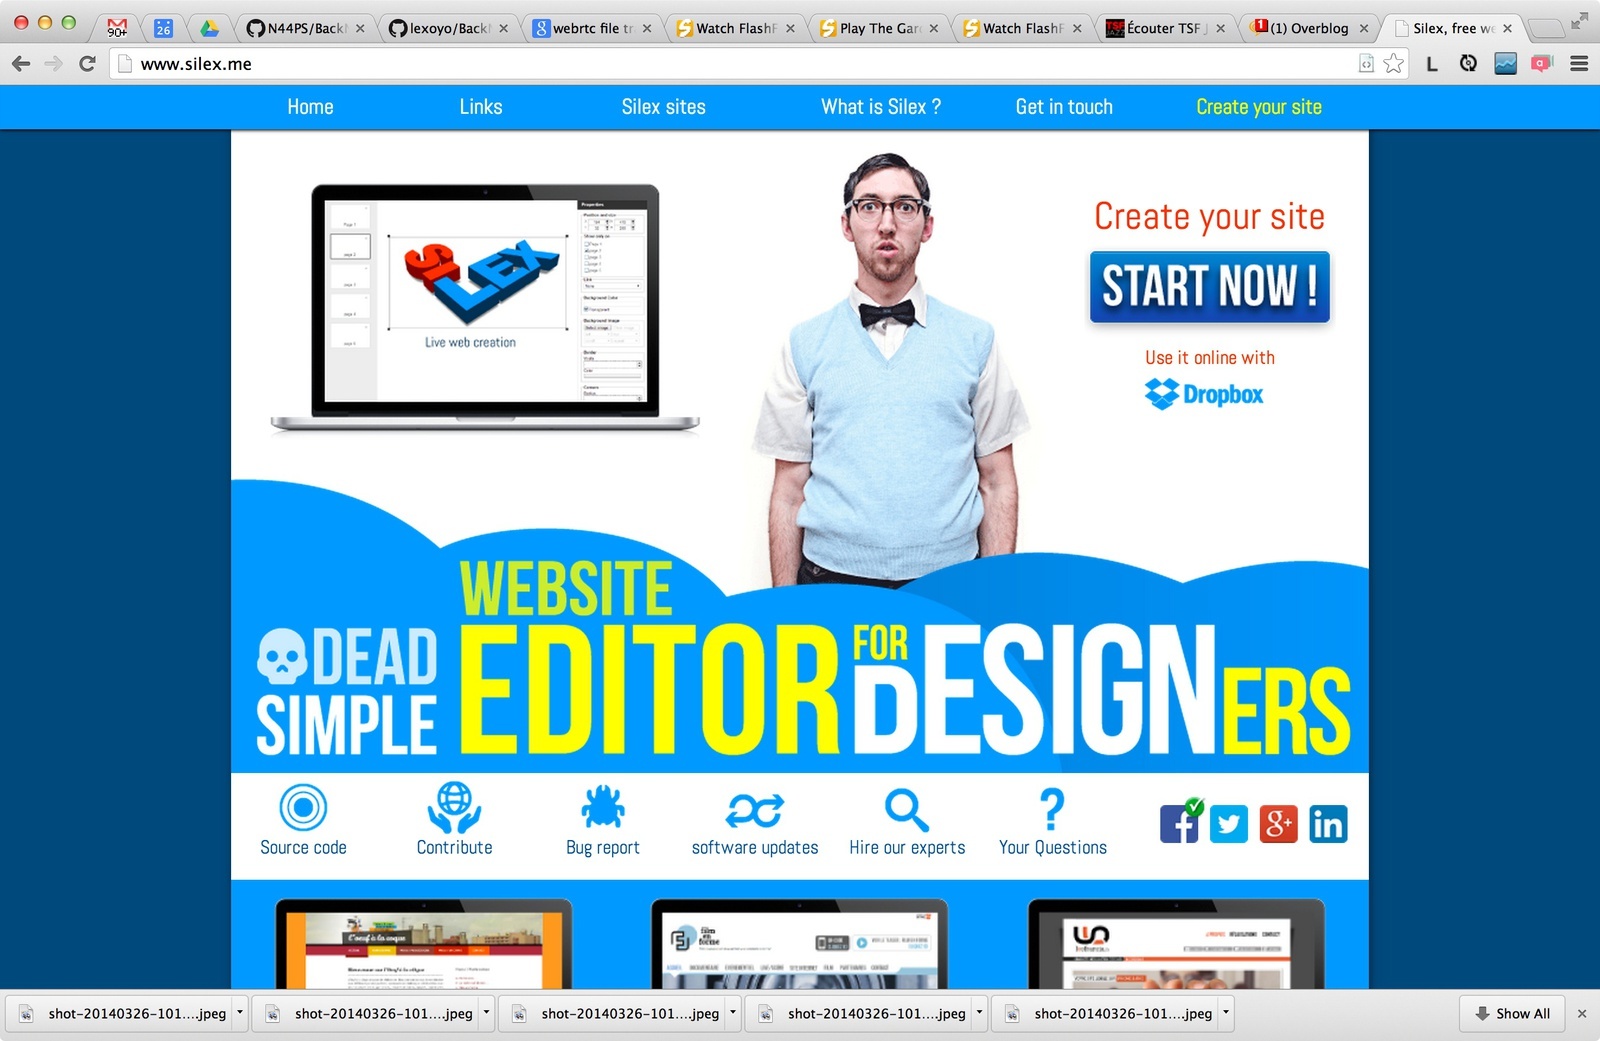 90+
26
N44PS/Back
lexoyo/Back
webrtc file tr
Watch FlashF
Play The Gar
Watch FlashF
Écouter TSF J
(1) Overblog
Silex, free we
www.silex.me
Home
Links
Silex sites
What is Silex ?
Get in touch
Create your site
Properties
SILEX
Live web creation
Create your site
START NOW !
Use it online with
Dropbox
WEBSITE
DEAD SIMPLE
EDITOR FOR DESIGNERS
Source code
Contribute
Bug report
software updates
Hire our experts
Your Questions
shot-20140326-101....jpeg
shot-20140326-101....jpeg
shot-20140326-101....jpeg
shot-20140326-101....jpeg
shot-20140326-101....jpeg
Show All